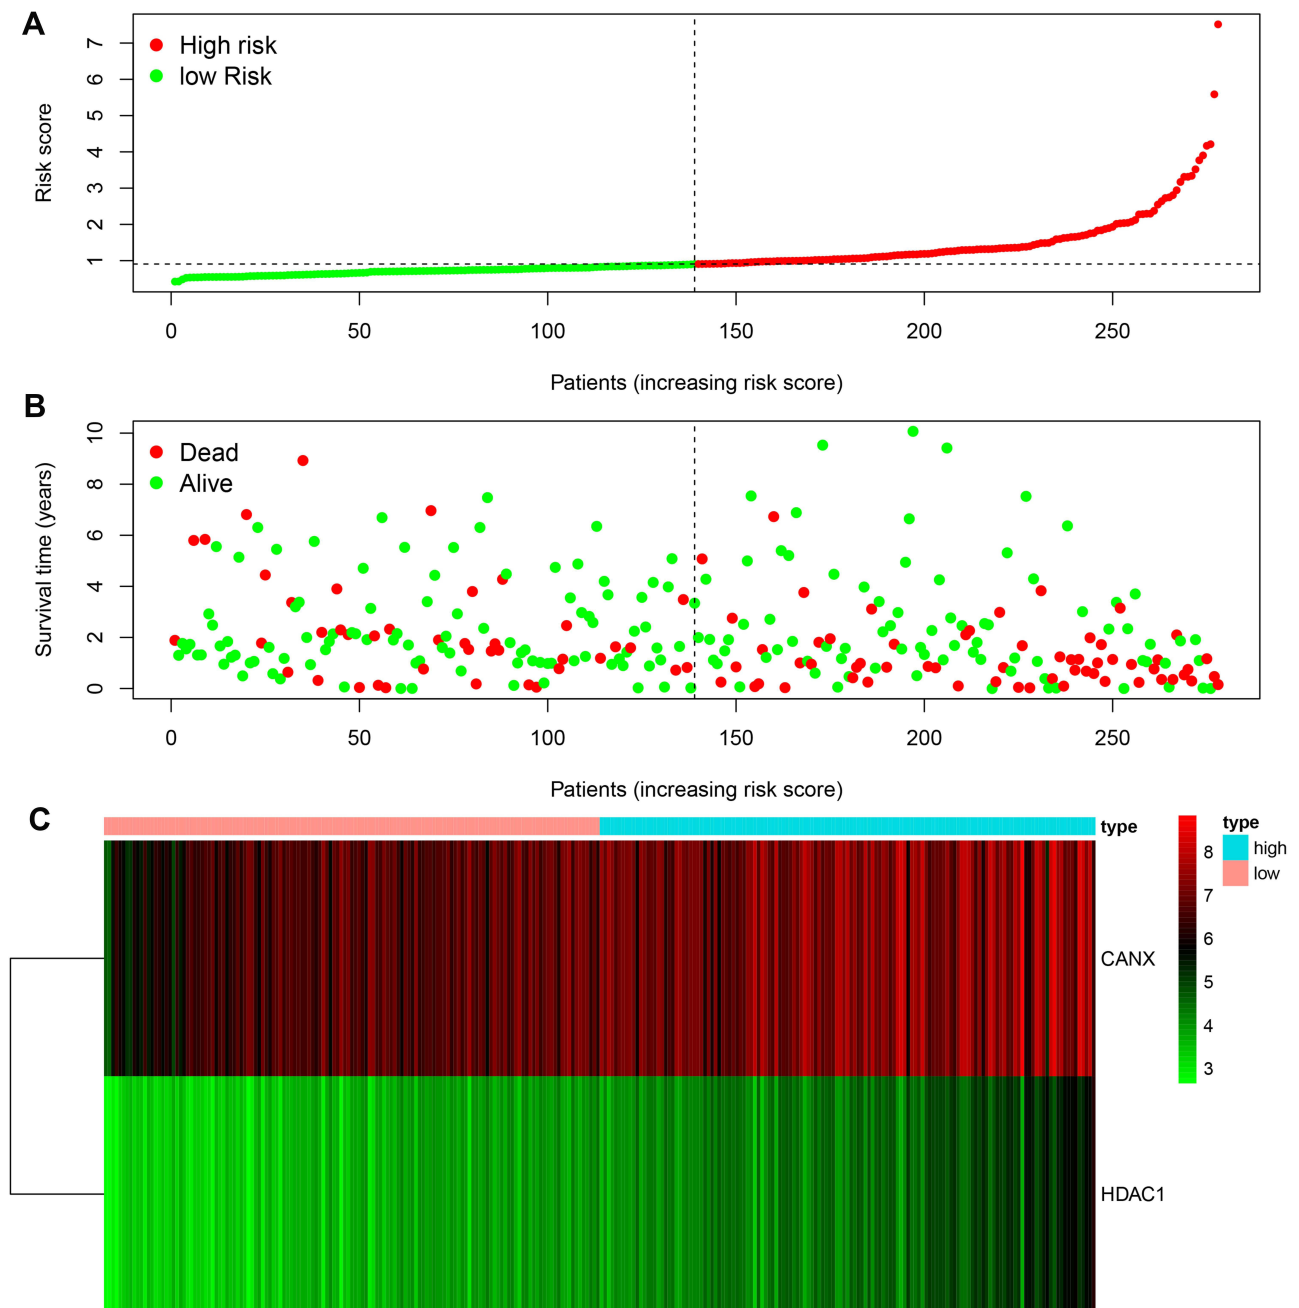 A
High risk
low Risk
Risk score
7
6
5
4
3
2
1
0 50 100 150 200 250
Patients (increasing risk score)
B
Dead
Alive
Survival time (years)
10
8
6
4
2
0
0 50 100 150 200 250
Patients (increasing risk score)
C
type
type
high
low
8
7
6
5
4
3
CANX
HDAC1